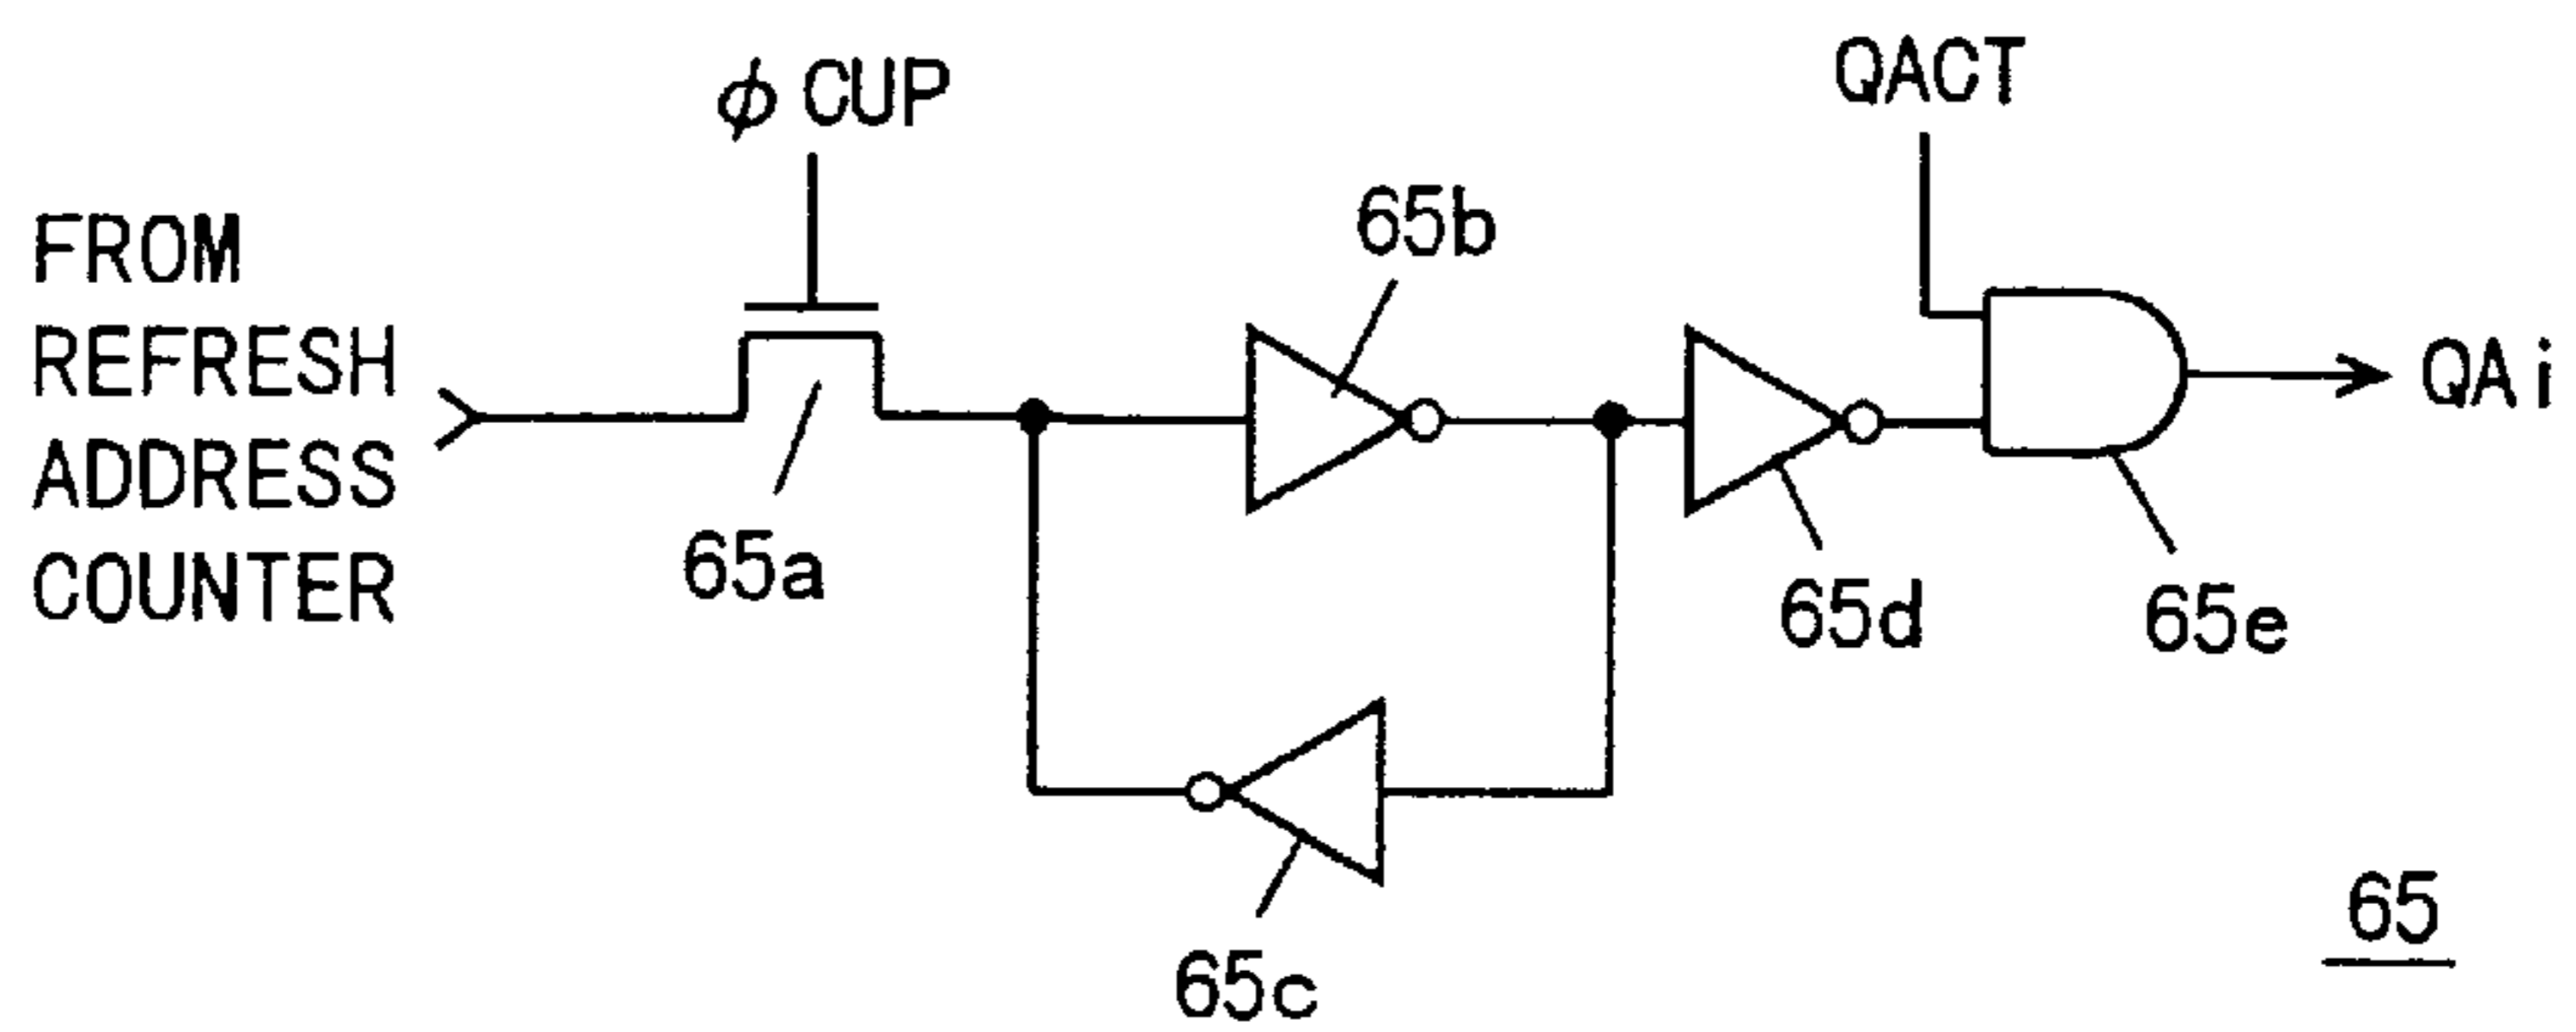 FROM
REFRESH
ADDRESS
COUNTER
φ CUP
65a
65b
65c
65d
QACT
65e
QAi
65